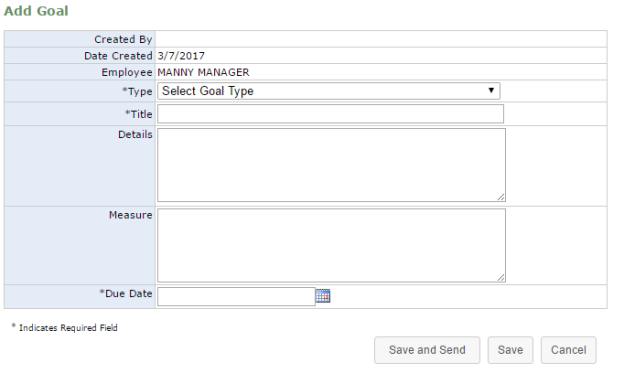 Add Goal
Created By
Date Created 3/7/2017
Employee MANNY MANAGER
*Type Select Goal Type
*Title
Details
Measure
*Due Date
* Indicates Required Field
Save and Send Save Cancel